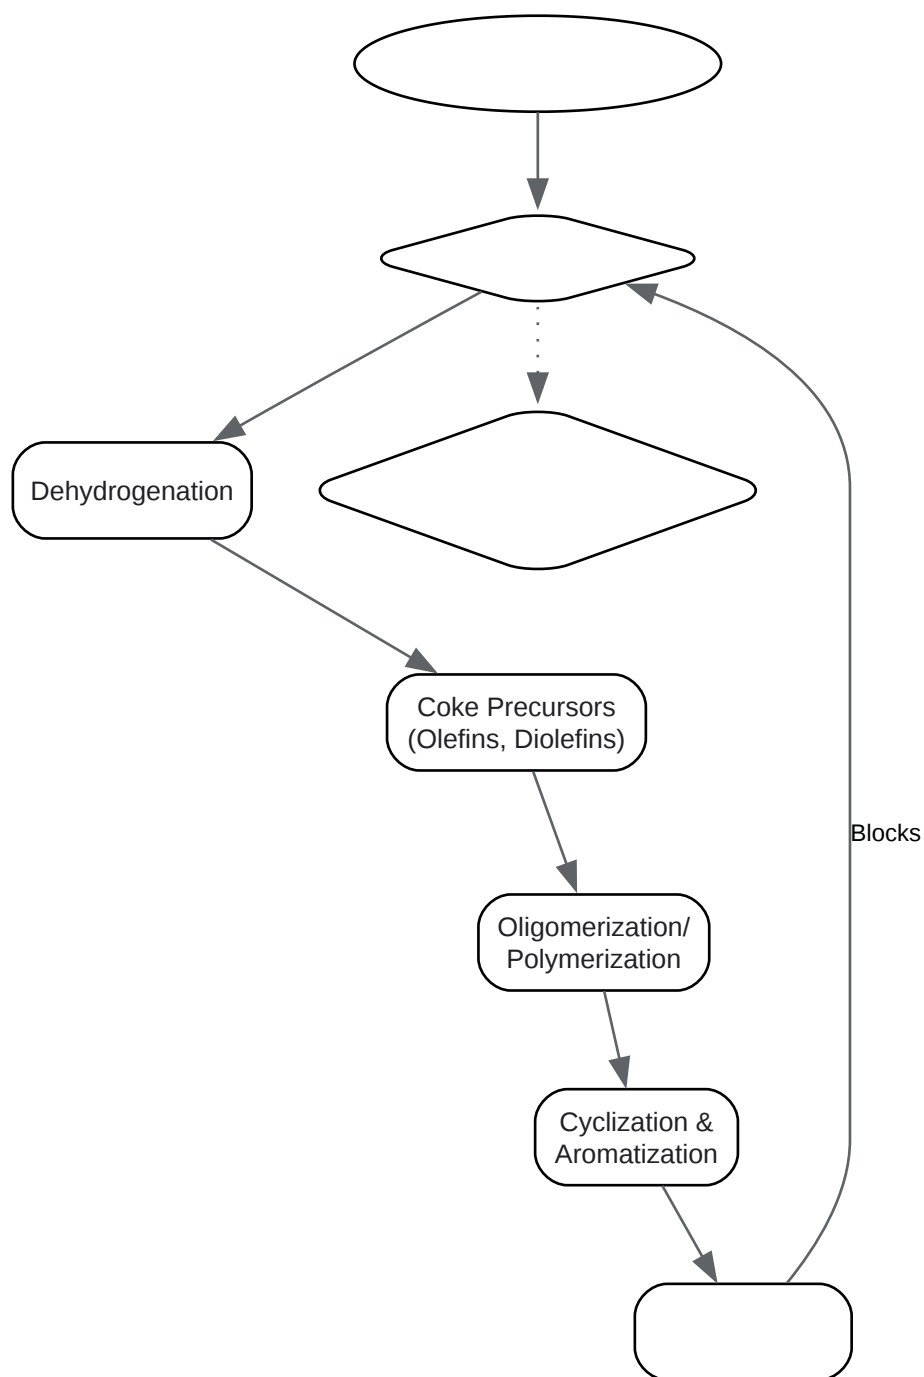 Dehydrogenation
Coke Precursors
(Olefins, Diolefins)
Blocks
Oligomerization/
Polymerization
Cyclization &
Aromatization